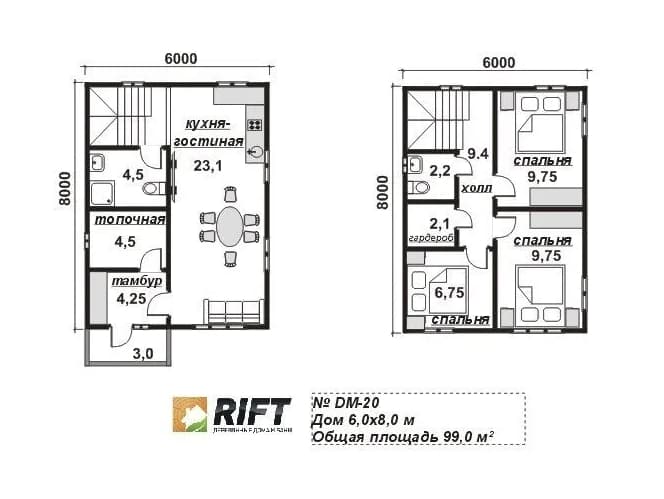 6000
8000
кухня-
гостиная
23,1
4,5
топочная
4,5
тамбур
4,25
3,0
6000
8000
9.4
холл
спальня
9,75
2,2
2,1
гардероб
спальня
9,75
6,75
спальня
RIFT
ДЕРЕВЯННЫЕ ДОМА И БАНИ
№ DM-20
Дом 6,0х8,0 м
Общая площадь 99,0 м²